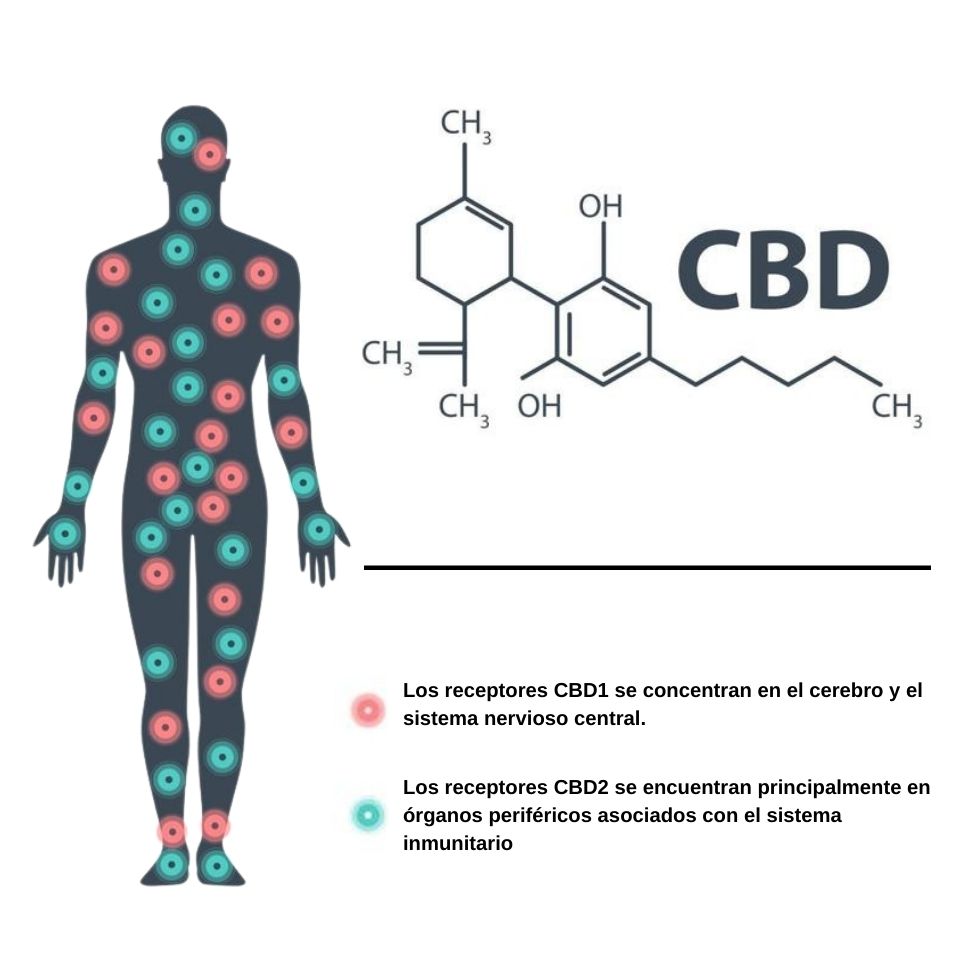 CH3
OH
CBD
CH3
CH3
OH
CH3
Los receptores CBD1 se concentran en el cerebro y el
sistema nervioso central.
Los receptores CBD2 se encuentran principalmente en
órganos periféricos asociados con el sistema
inmunitario